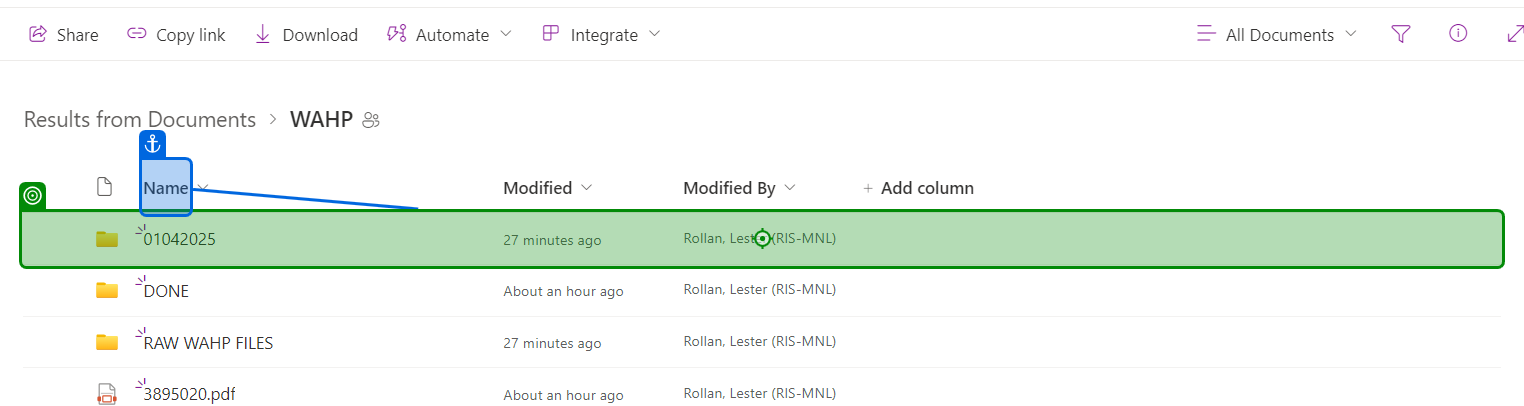 Share Copy link Download Automate Integrate All Documents
Results from Documents > WAHP
Name Modified Modified By + Add column
01042025 27 minutes ago Rollan, Lester (RIS-MNL)
DONE About an hour ago Rollan, Lester (RIS-MNL)
RAW WAHP FILES 27 minutes ago Rollan, Lester (RIS-MNL)
3895020.pdf About an hour ago Rollan, Lester (RIS-MNL)